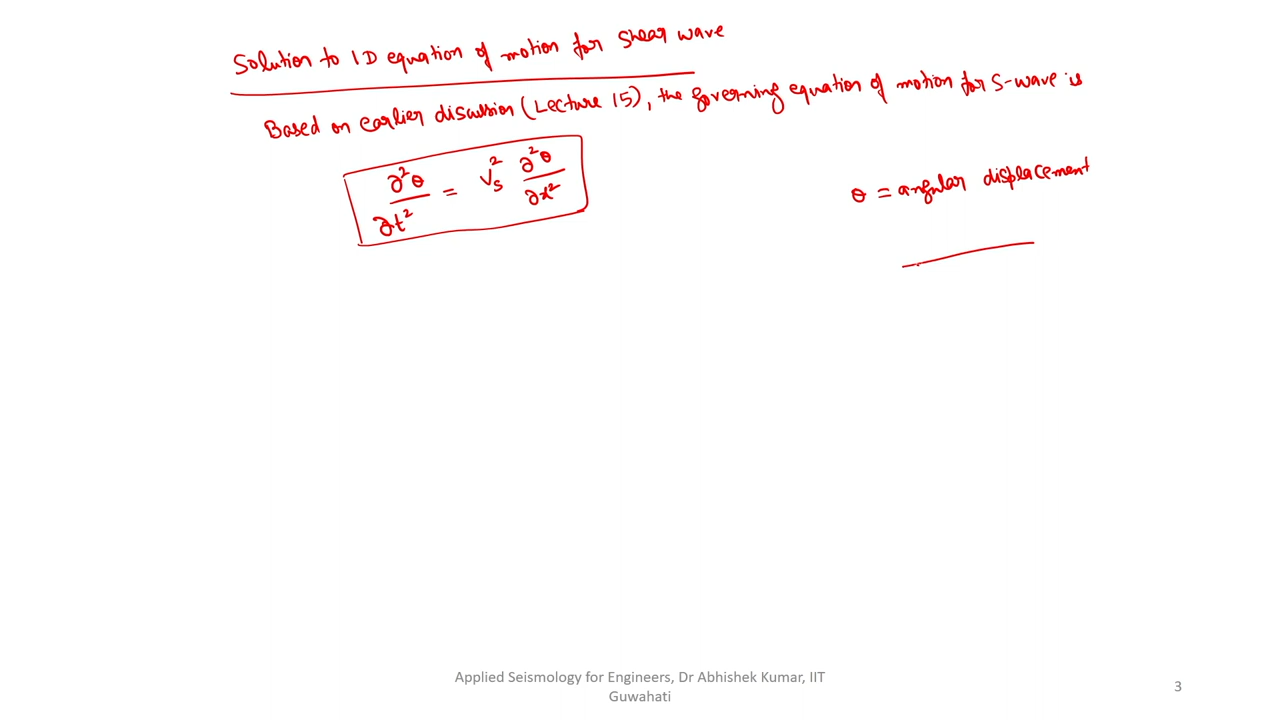 Solution to 1D equation of motion for shear wave
Based on earlier discussion (Lecture 15), the governing equation of motion for S-wave is
∂²θ/∂t² = Vs² ∂²θ/∂x²
θ = angular displacement
Applied Seismology for Engineers, Dr Abhishek Kumar, IIT
Guwahati
3